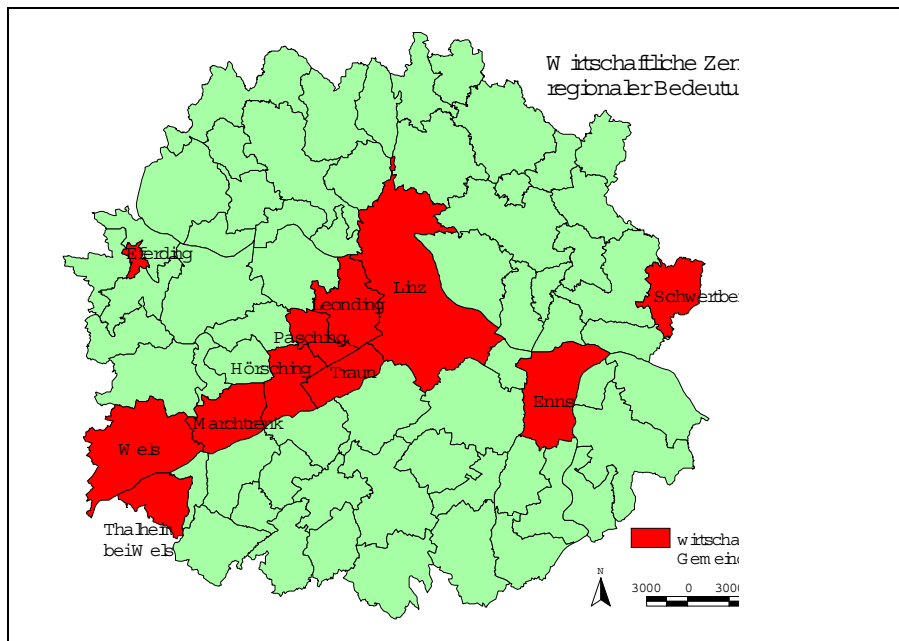 Wirtschaftliche Zen
regionaler Bedeutu
Eferding
Linz
Schwertber
Leonding
Pasching
Hörsching
Traun
Enns
Marchtrenk
Wels
Thalheim
bei Wels
wirtscha
Gemeind
N
3000 0 3000